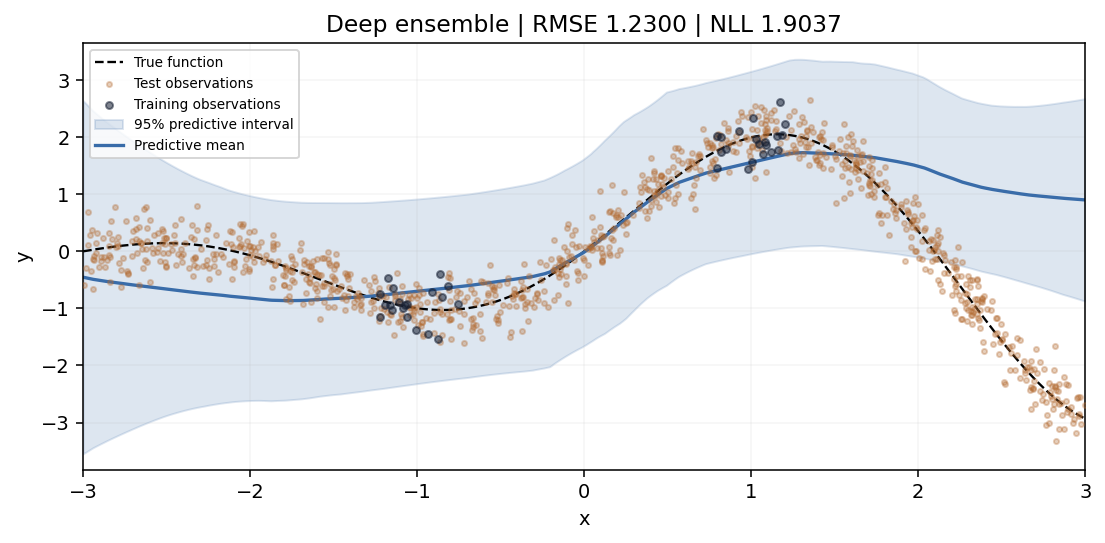 Deep ensemble | RMSE 1.2300 | NLL 1.9037
True function
Test observations
Training observations
95% predictive interval
Predictive mean
3
2
1
0
−1
−2
−3
y
−3
−2
−1
0
1
2
3
x